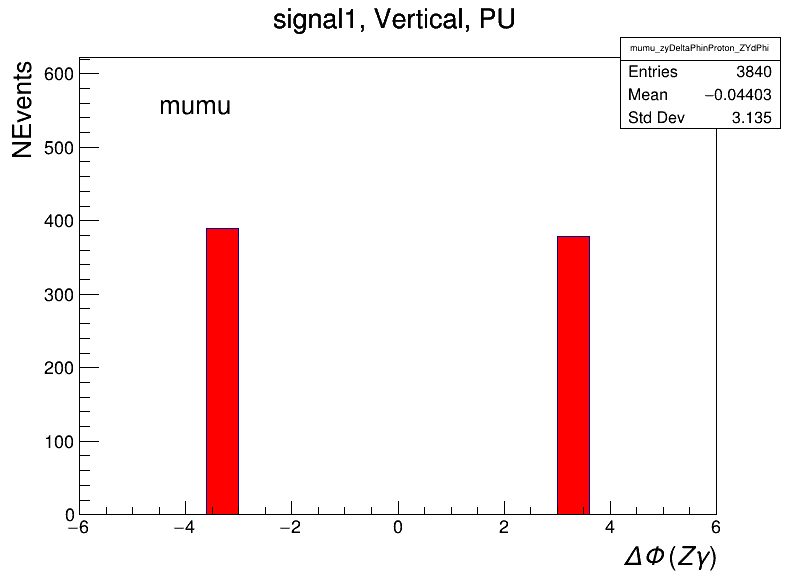 signal1, Vertical, PU
mumu_zyDeltaPhinProton_ZYdPhi
Entries 3840
Mean −0.04403
Std Dev 3.135
NEvents
mumu
600
500
400
300
200
100
0
−6 −4 −2 0 2 4 6
ΔΦ(Zγ)